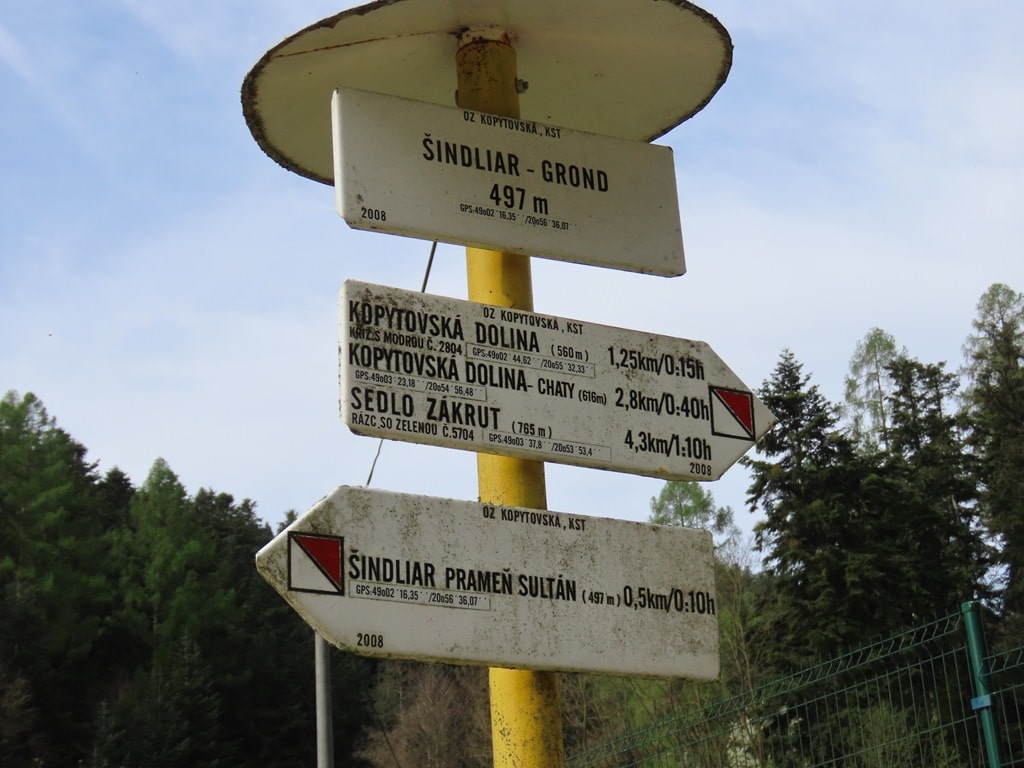 OZ KOPYTOVSKÁ, KST
ŠINDLIAR - GROND
497 m
2008 GPS:49o02´16,35´´/20o56´36,07´´
OZ KOPYTOVSKÁ, KST
KOPYTOVSKÁ DOLINA (560 m) 1,25km/0:15h
KRIŽ.S MODROU Č. 2804 GPS:49o02´44,62´´/20o55´32,33´´
KOPYTOVSKÁ DOLINA- CHATY (616m) 2,8km/0:40h
GPS:49o03´23,18´´/20o54´56,48´´
SEDLO ZÁKRUT (765 m) 4,3km/1:10h
RÁZC.SO ZELENOU Č.5704 GPS:49o03´37,8´´/20o53´53,4´´
2008
OZ KOPYTOVSKÁ, KST
ŠINDLIAR PRAMEŇ SULTÁN (497 m) 0,5km/0:10h
GPS:49o02´16,35´´/20o56´36,07´´
2008